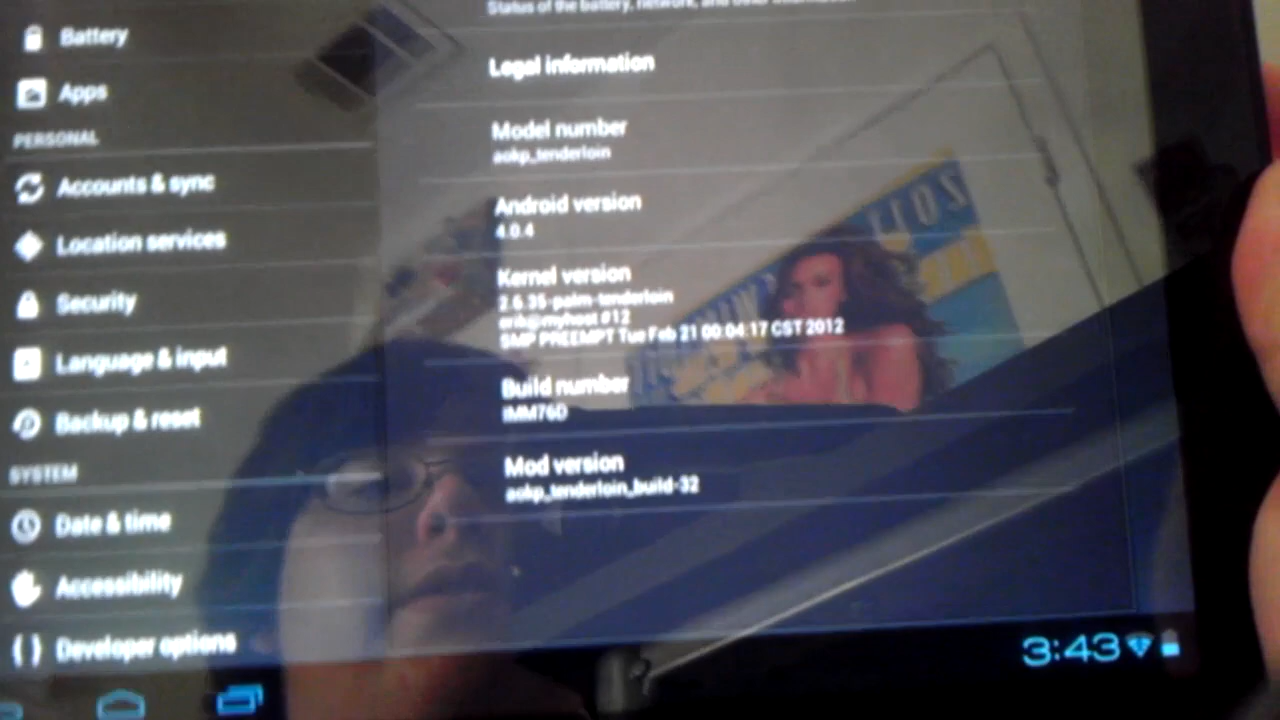 Battery
Apps
PERSONAL
Accounts & sync
Location services
Security
Language & input
Backup & reset
SYSTEM
Date & time
Accessibility
Developer options
Status of the battery, network, and other information
Legal information
Model number
aokp_tenderloin
Android version
4.0.4
Kernel version
2.6.35-palm-tenderloin
erik@myhost #12
SMP PREEMPT Tue Feb 21 00:04:17 CST 2012
Build number
IMM76D
Mod version
aokp_tenderloin_build-32
3:43